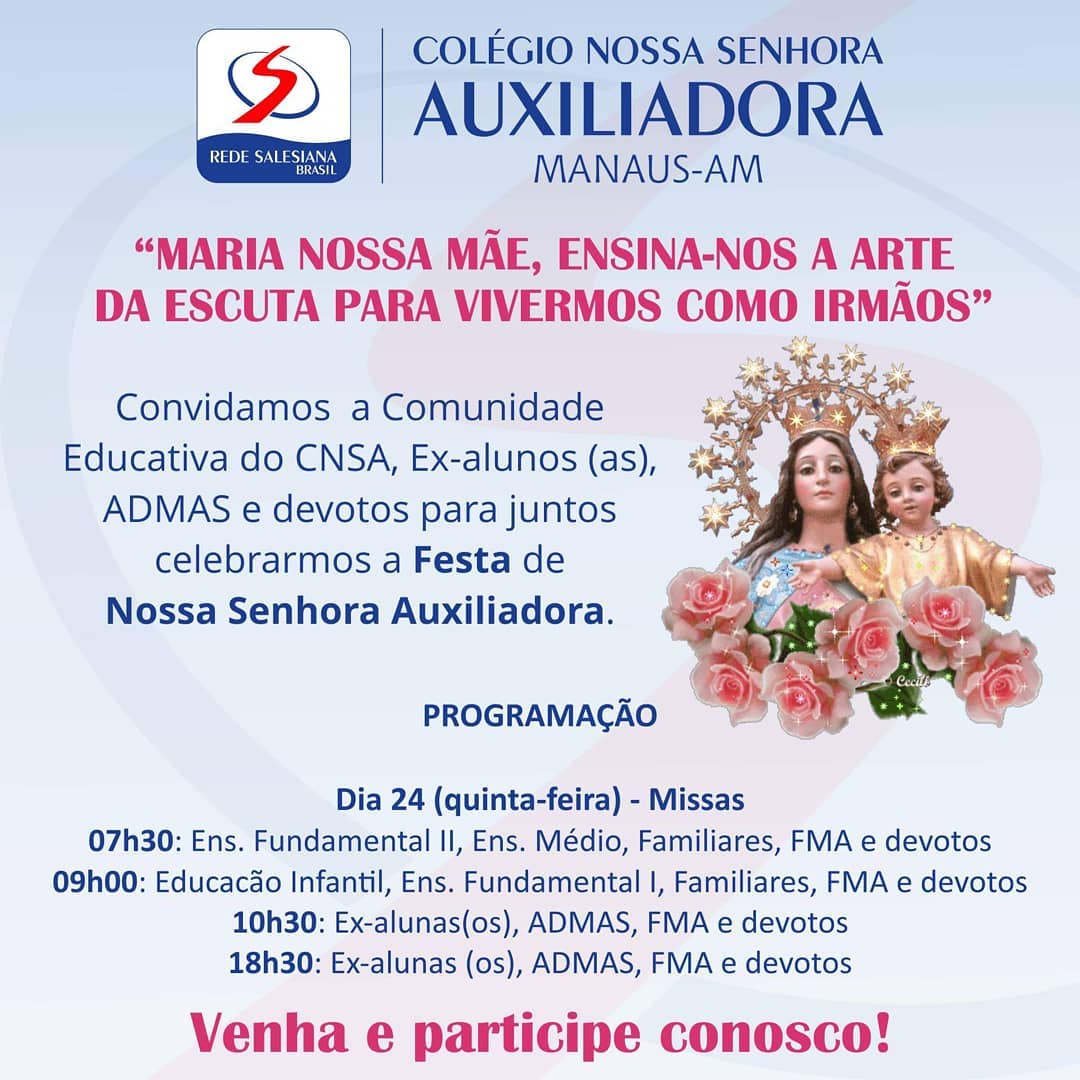 REDE SALESIANA
BRASIL
COLÉGIO NOSSA SENHORA
AUXILIADORA
MANAUS-AM
“MARIA NOSSA MÃE, ENSINA-NOS A ARTE
DA ESCUTA PARA VIVERMOS COMO IRMÃOS”
Convidamos a Comunidade
Educativa do CNSA, Ex-alunos (as),
ADMAS e devotos para juntos
celebrarmos a Festa de
Nossa Senhora Auxiliadora.
PROGRAMAÇÃO
Dia 24 (quinta-feira) - Missas
07h30: Ens. Fundamental II, Ens. Médio, Familiares, FMA e devotos
09h00: Educacão Infantil, Ens. Fundamental I, Familiares, FMA e devotos
10h30: Ex-alunas(os), ADMAS, FMA e devotos
18h30: Ex-alunas (os), ADMAS, FMA e devotos
Venha e participe conosco!